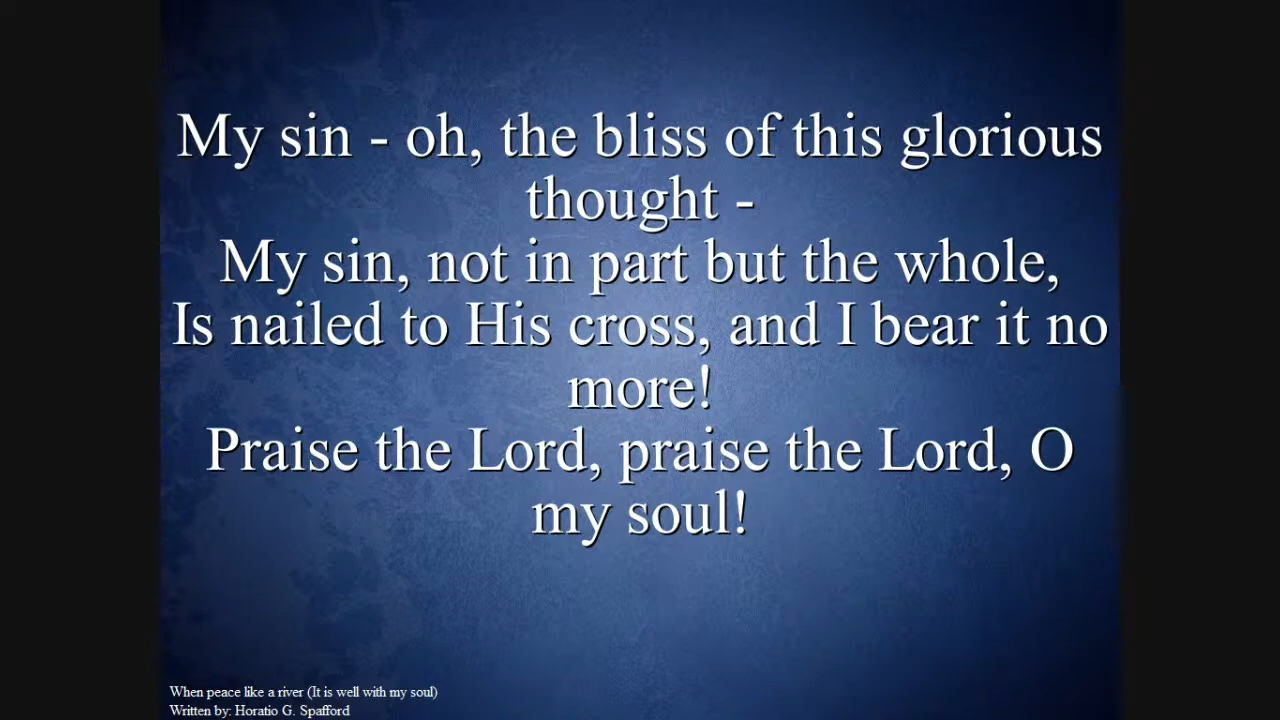 My sin - oh, the bliss of this glorious
thought -
My sin, not in part but the whole,
Is nailed to His cross, and I bear it no
more!
Praise the Lord, praise the Lord, O
my soul!
When peace like a river (It is well with my soul)
Written by: Horatio G. Spafford